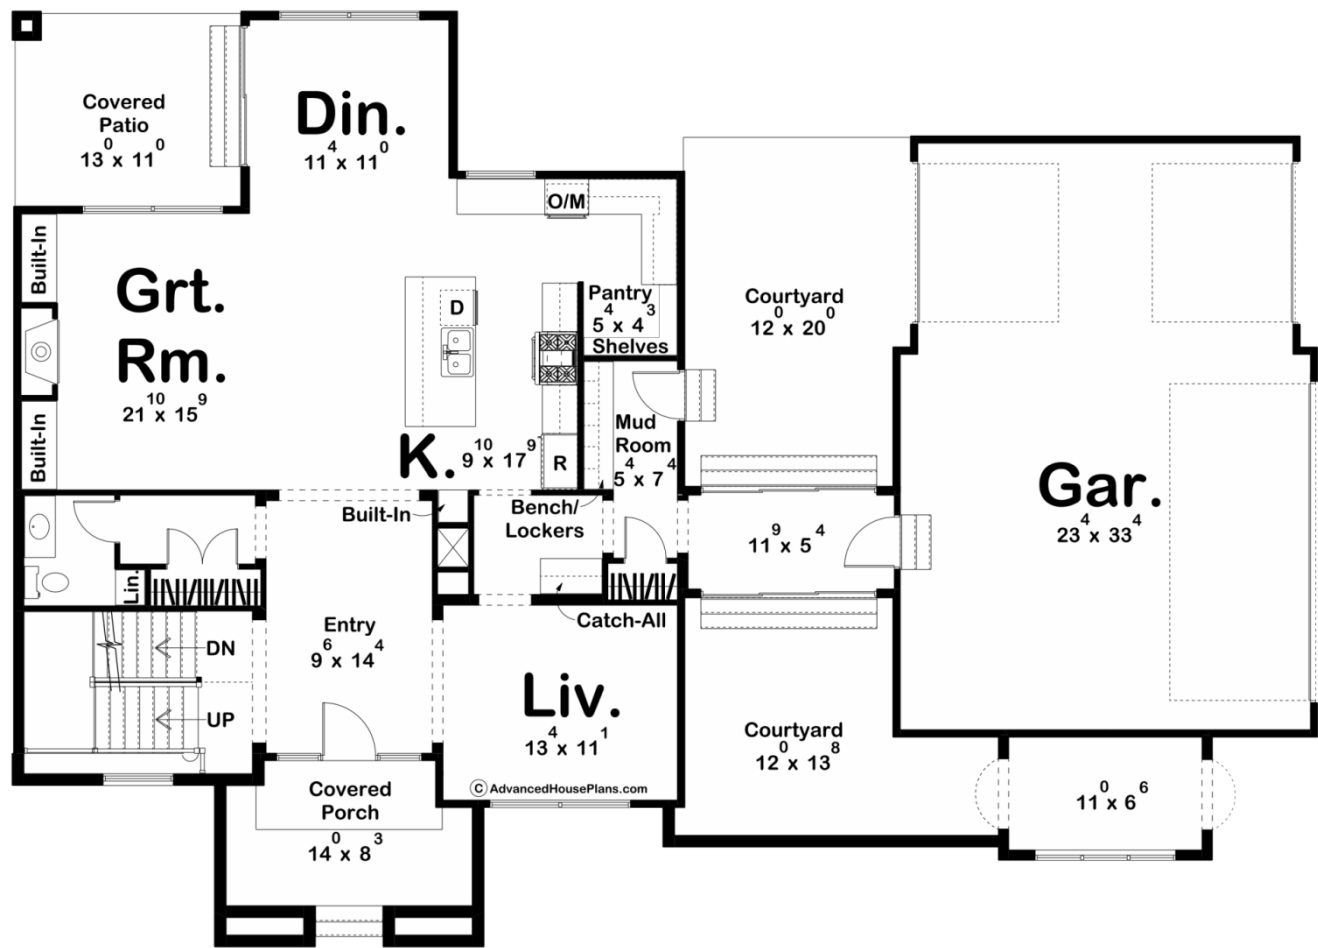 Covered
Patio
13⁰ x 11⁰
Din.
11⁴ x 11⁰
O/M
Built-In
Grt.
Rm.
21¹⁰ x 15⁹
D
Pantry
5⁴ x 4³
Shelves
Courtyard
12⁰ x 20⁰
Built-In
K.
9¹⁰ x 17⁹
R
Mud
Room
5⁴ x 7⁴
Gar.
23⁴ x 33⁴
Built-In
Bench/
Lockers
11⁹ x 5⁴
Lin.
Catch-All
Entry
9⁶ x 14⁴
DN
UP
Liv.
13⁴ x 11¹
Courtyard
12⁰ x 13⁸
© AdvancedHousePlans.com
Covered
Porch
14⁰ x 8³
11⁰ x 6⁶